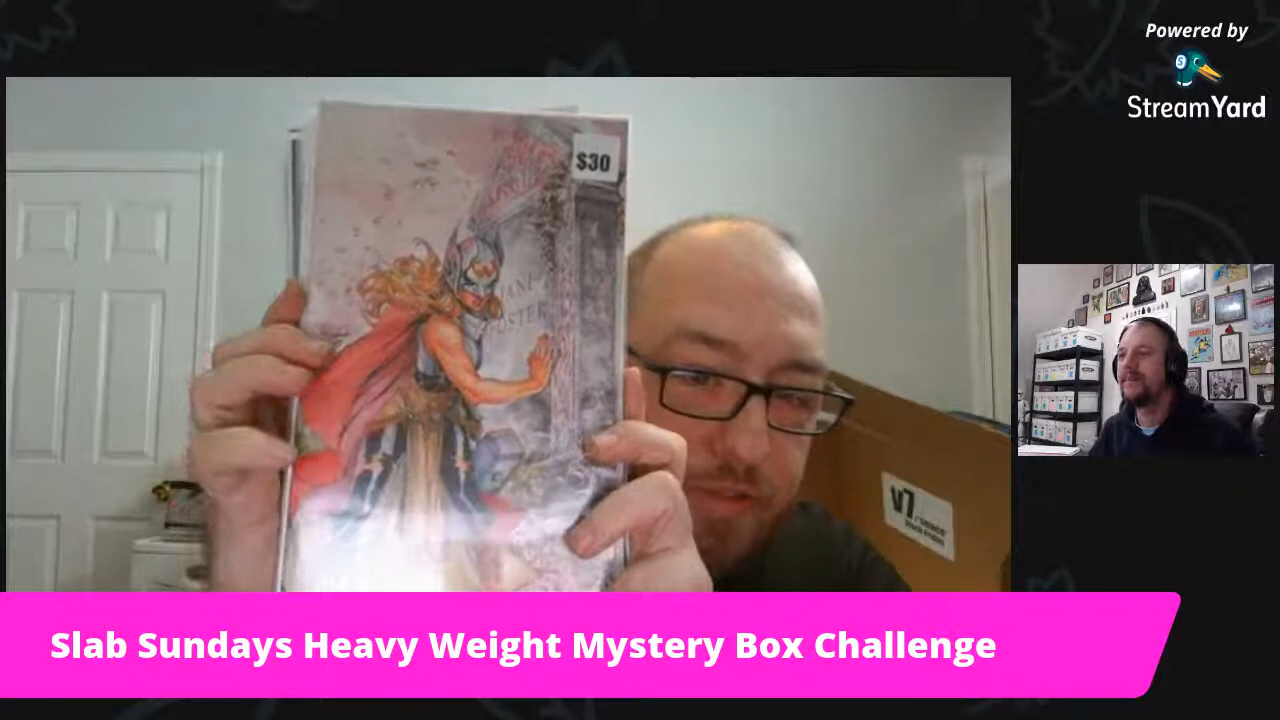 Powered by
StreamYard
$30
JANE
FOSTER
V7
Slab Sundays Heavy Weight Mystery Box Challenge